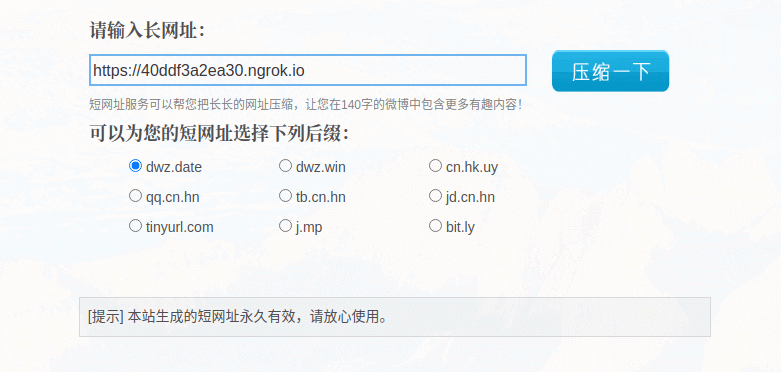 请输入长网址：
https://40ddf3a2ea30.ngrok.io
压缩一下
短网址服务可以帮您把长长的网址压缩，让您在140字的微博中包含更多有趣内容！
可以为您的短网址选择下列后缀：
dwz.date dwz.win cn.hk.uy
qq.cn.hn tb.cn.hn jd.cn.hn
tinyurl.com j.mp bit.ly
[提示] 本站生成的短网址永久有效，请放心使用。